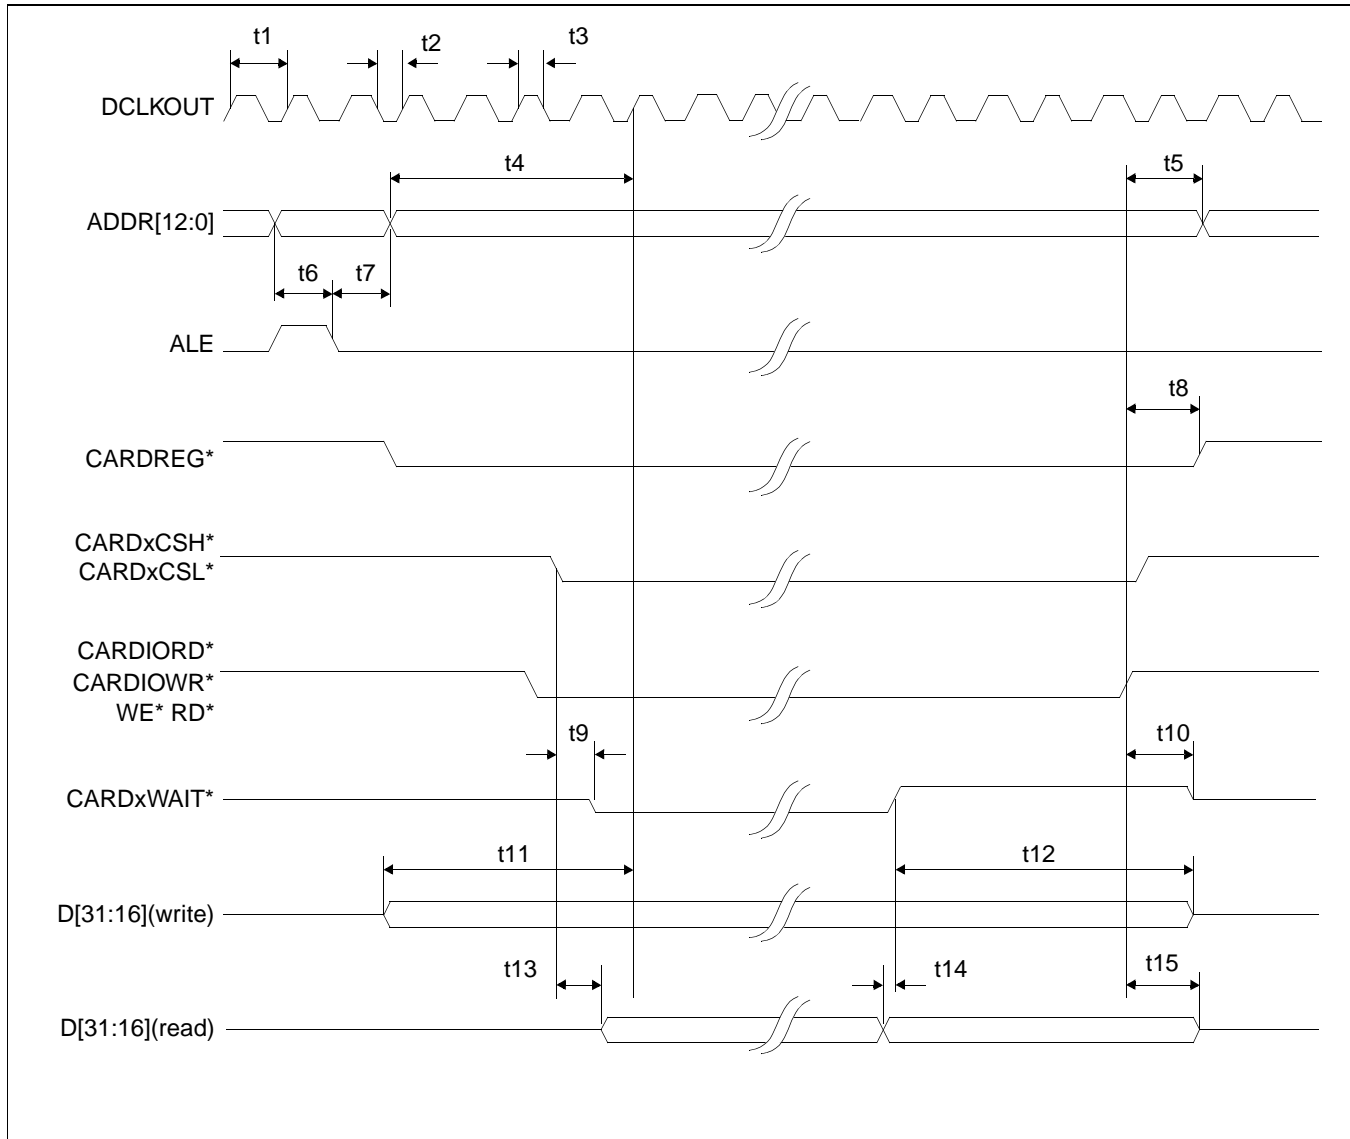 t1
t2
t3
DCLKOUT
t4
t5
ADDR[12:0]
t6
t7
ALE
t8
CARDREG*
CARDxCSH*
CARDxCSL*
CARDIORD*
CARDIOWR*
WE* RD*
t9
t10
CARDxWAIT*
t11
t12
D[31:16](write)
t13
t14
t15
D[31:16](read)